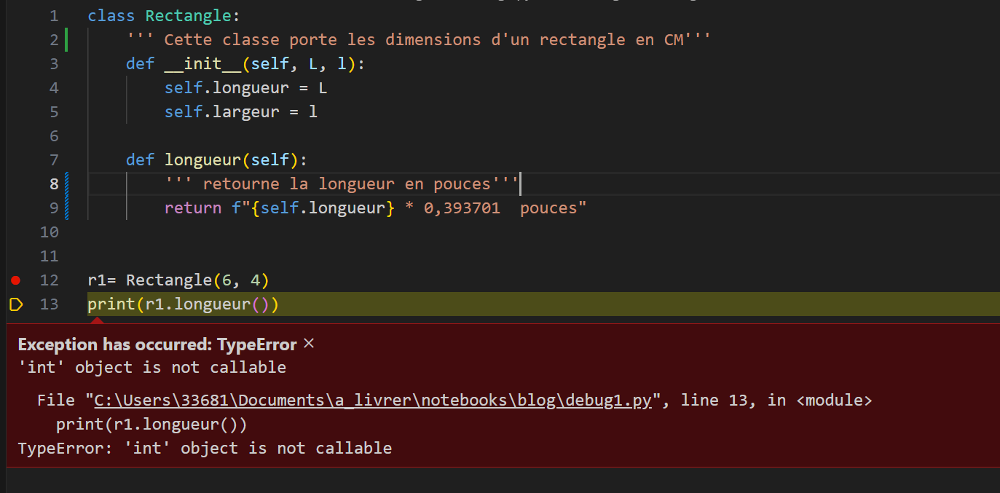 1 class Rectangle:
2 ''' Cette classe porte les dimensions d'un rectangle en CM'''
3 def __init__(self, L, l):
4 self.longueur = L
5 self.largeur = l
6
7 def longueur(self):
8 ''' retourne la longueur en pouces'''
9 return f"{self.longueur} * 0,393701  pouces"
10
11
12 r1= Rectangle(6, 4)
13 print(r1.longueur())
Exception has occurred: TypeError ×
'int' object is not callable
File "C:\Users\33681\Documents\a_livrer\notebooks\blog\debug1.py", line 13, in <module>
print(r1.longueur())
TypeError: 'int' object is not callable